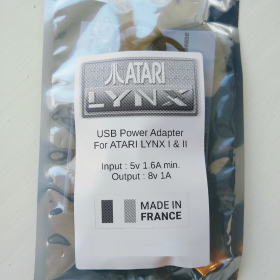 ATARI
LYNX
USB Power Adapter
For ATARI LYNX I & II
Input : 5v 1.6A min.
Output : 8v 1A
MADE IN
FRANCE